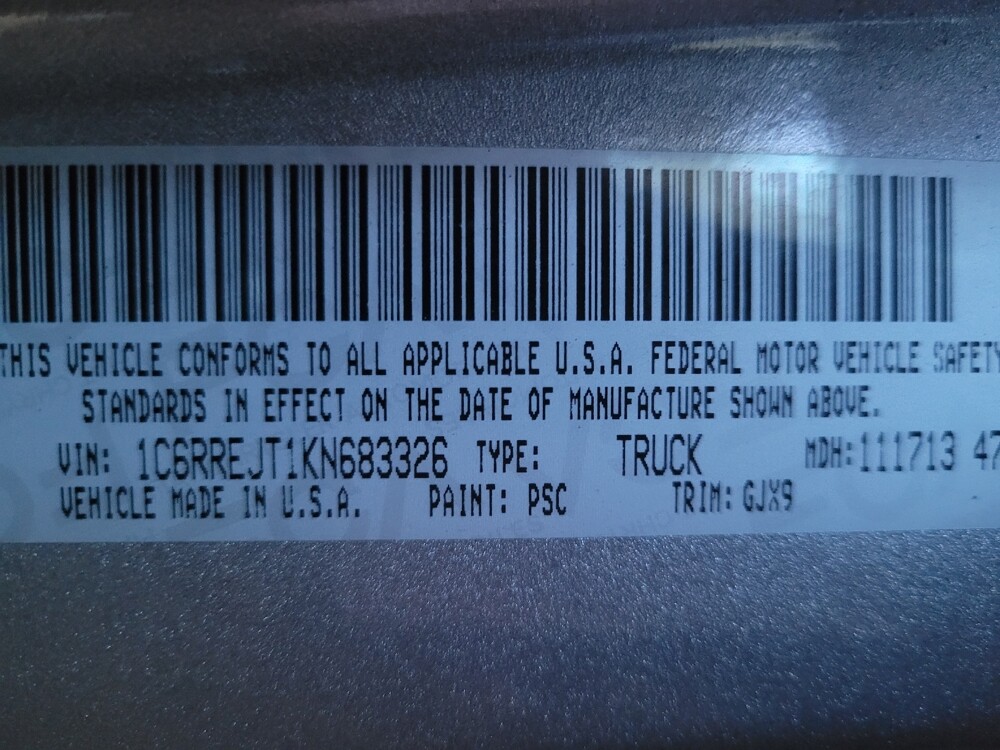 THIS VEHICLE CONFORMS TO ALL APPLICABLE U.S.A. FEDERAL MOTOR VEHICLE SAFETY
STANDARDS IN EFFECT ON THE DATE OF MANUFACTURE SHOWN ABOVE.
VIN: 1C6RREJT1KN683326 TYPE: TRUCK MDH: 111713 47
VEHICLE MADE IN U.S.A. PAINT: PSC TRIM: GJX9